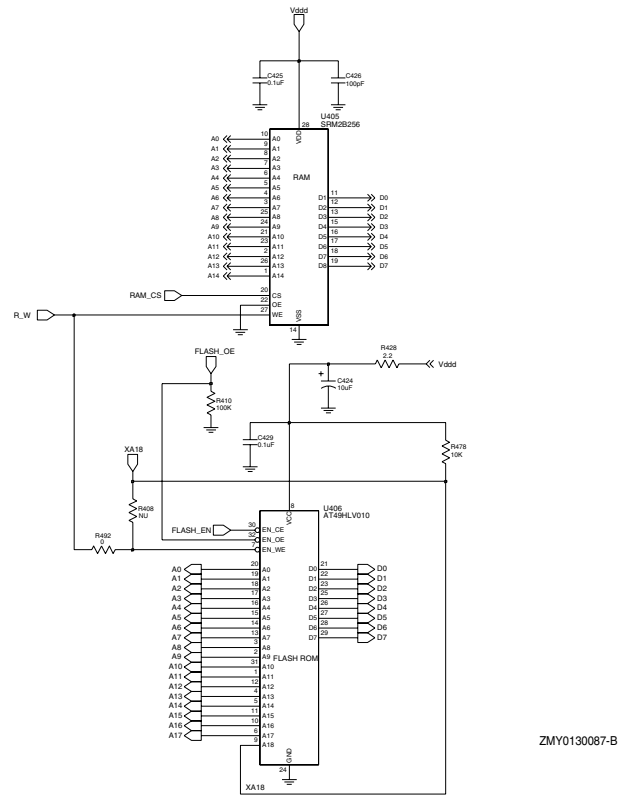 Vddd
C425
0.1uF
C426
100pF
U405
SRM2B256
28
VDD
RAM
A0 10 A0
A1 9 A1
A2 8 A2
A3 7 A3
A4 6 A4
A5 5 A5
A6 4 A6
A7 3 A7
A8 25 A8
A9 24 A9
A10 21 A10
A11 23 A11
A12 2 A12
A13 26 A13
A14 1 A14
D1 11 D0
D2 12 D1
D3 13 D2
D4 15 D3
D5 16 D4
D6 17 D5
D7 18 D6
D8 19 D7
RAM_CS 20 CS
22 OE
R_W 27 WE
VSS
14
FLASH_OE
R428
2.2
Vddd
+
C424
10uF
R410
100K
C429
0.1uF
R478
10K
XA18
8
VCC
U406
AT49HLV010
R408
NU
FLASH_EN 30 EN_CE
32 EN_OE
7 EN_WE
R492
0
A0 20 A0
A1 19 A1
A2 18 A2
A3 17 A3
A4 16 A4
A5 15 A5
A6 14 A6
A7 13 A7
A8 3 A8
A9 2 A9
A10 31 A10
A11 1 A11
A12 12 A12
A13 4 A13
A14 5 A14
A15 11 A15
A16 10 A16
A17 6 A17
9 A18
D0 21 D0
D1 22 D1
D2 23 D2
D3 25 D3
D4 26 D4
D5 27 D5
D6 28 D6
D7 29 D7
FLASH ROM
GND
24
XA18
ZMY0130087-B